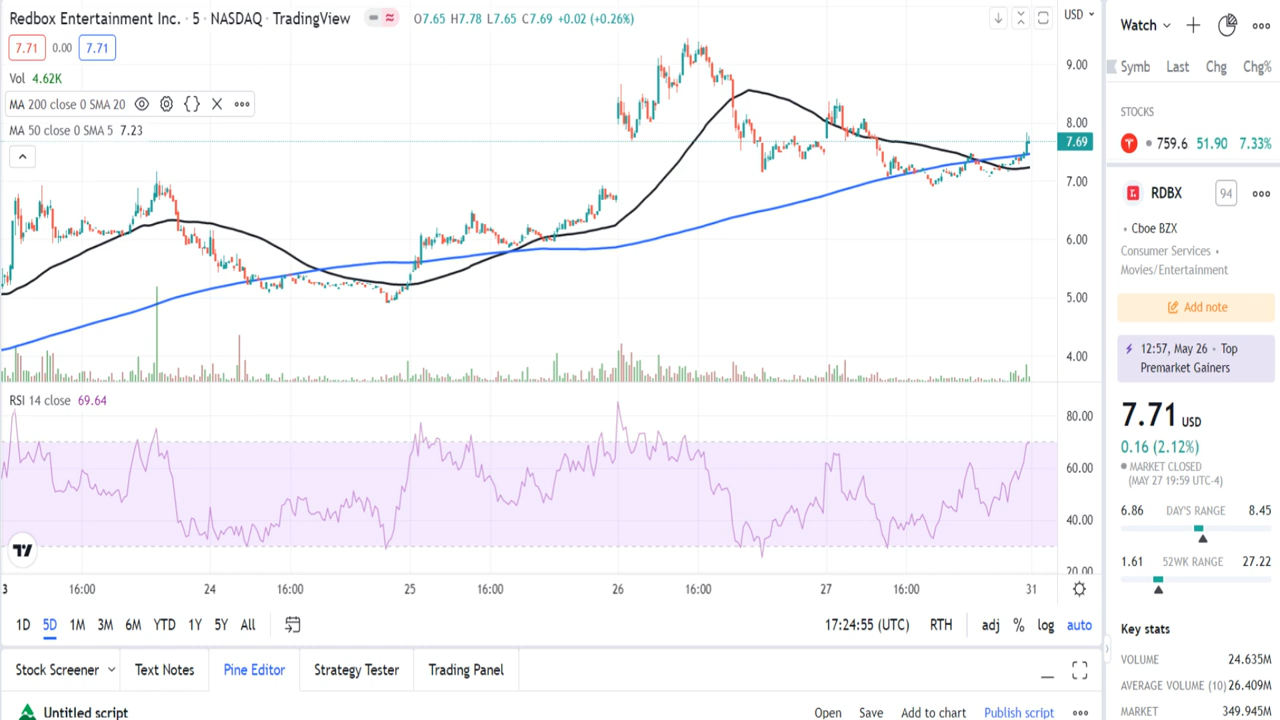 Redbox Entertainment Inc. · 5 · NASDAQ · TradingView O7.65 H7.78 L7.65 C7.69 +0.02 (+0.26%)
7.71 0.00 7.71
Vol 4.62K
MA 200 close 0 SMA 20
MA 50 close 0 SMA 5 7.23
USD
9.00
8.00
7.69
7.00
6.00
5.00
4.00
RSI 14 close 69.64
80.00
60.00
40.00
20.00
3 16:00 24 16:00 25 16:00 26 16:00 27 16:00 31
1D 5D 1M 3M 6M YTD 1Y 5Y All 17:24:55 (UTC) RTH adj % log auto
Stock Screener Text Notes Pine Editor Strategy Tester Trading Panel
Untitled script Open Save Add to chart Publish script
Watch
Symb Last Chg Chg%
STOCKS
759.6 51.90 7.33%
RDBX 94
• Cboe BZX
Consumer Services •
Movies/Entertainment
Add note
12:57, May 26 • Top
Premarket Gainers
7.71 USD
0.16 (2.12%)
MARKET CLOSED
(MAY 27 19:59 UTC-4)
6.86 DAY'S RANGE 8.45
1.61 52WK RANGE 27.22
Key stats
VOLUME 24.635M
AVERAGE VOLUME (10) 26.409M
MARKET 349.945M